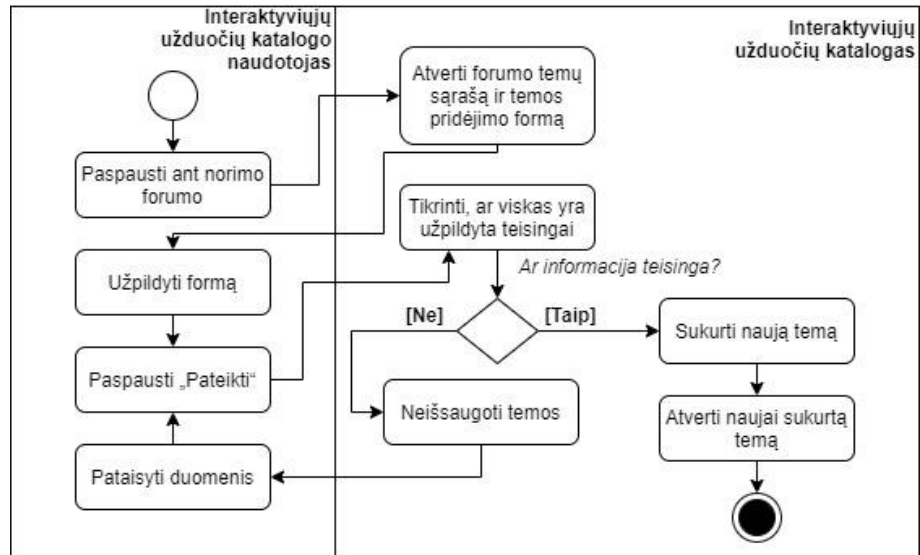 Interaktyviųjų
užduočių katalogo
naudotojas
Interaktyviųjų
užduočių katalogas
Atverti forumo temų
sąrašą ir temos
pridėjimo formą
Paspausti ant norimo
forumo
Tikrinti, ar viskas yra
užpildyta teisingai
Užpildyti formą
Ar informacija teisinga?
[Ne]
[Taip]
Sukurti naują temą
Paspausti „Pateikti“
Neišsaugoti temos
Atverti naujai sukurtą
temą
Pataisyti duomenis